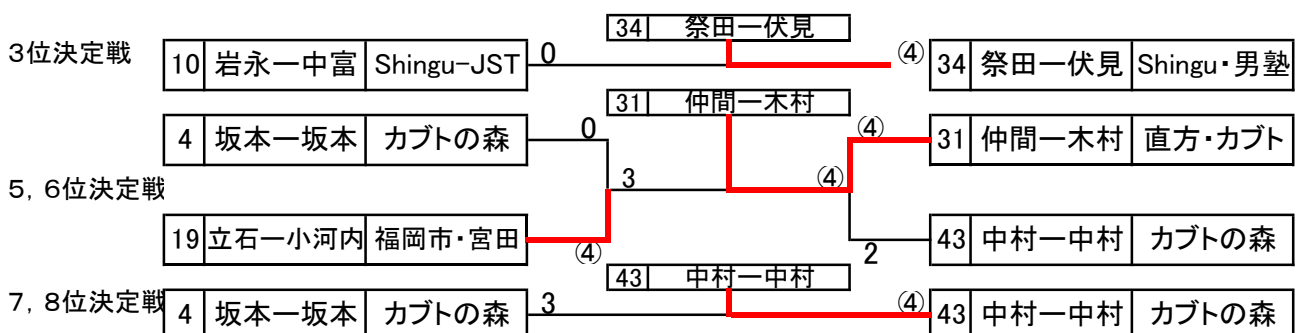 34 祭田ー伏見
3位決定戦 10 岩永ー中富 Shingu-JST 0 ④ 34 祭田ー伏見 Shingu・男塾
31 仲間ー木村
4 坂本ー坂本 カブトの森 0 ④ 31 仲間ー木村 直方・カブト
5，6位決定戦 3 ④
19 立石ー小河内 福岡市・宮田 ④ 2 43 中村ー中村 カブトの森
43 中村ー中村
7，8位決定戦 4 坂本ー坂本 カブトの森 3 ④ 43 中村ー中村 カブトの森